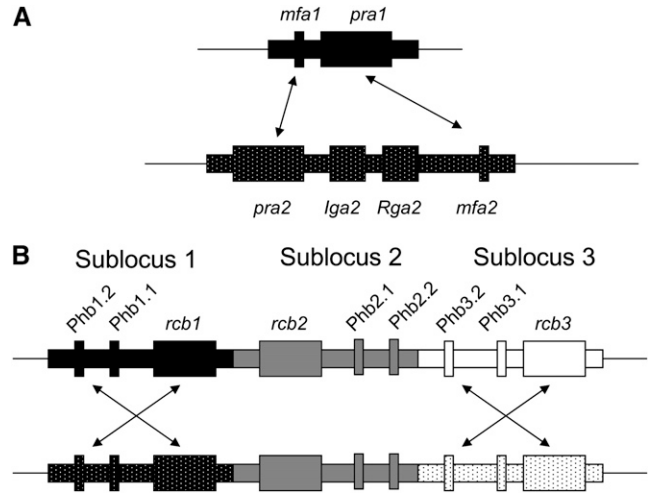 A
mfa1 pra1
pra2 lga2 Rga2 mfa2
B
Sublocus 1 Sublocus 2 Sublocus 3
Phb1.2 Phb1.1 rcb1 rcb2 Phb2.1 Phb2.2 Phb3.2 Phb3.1 rcb3